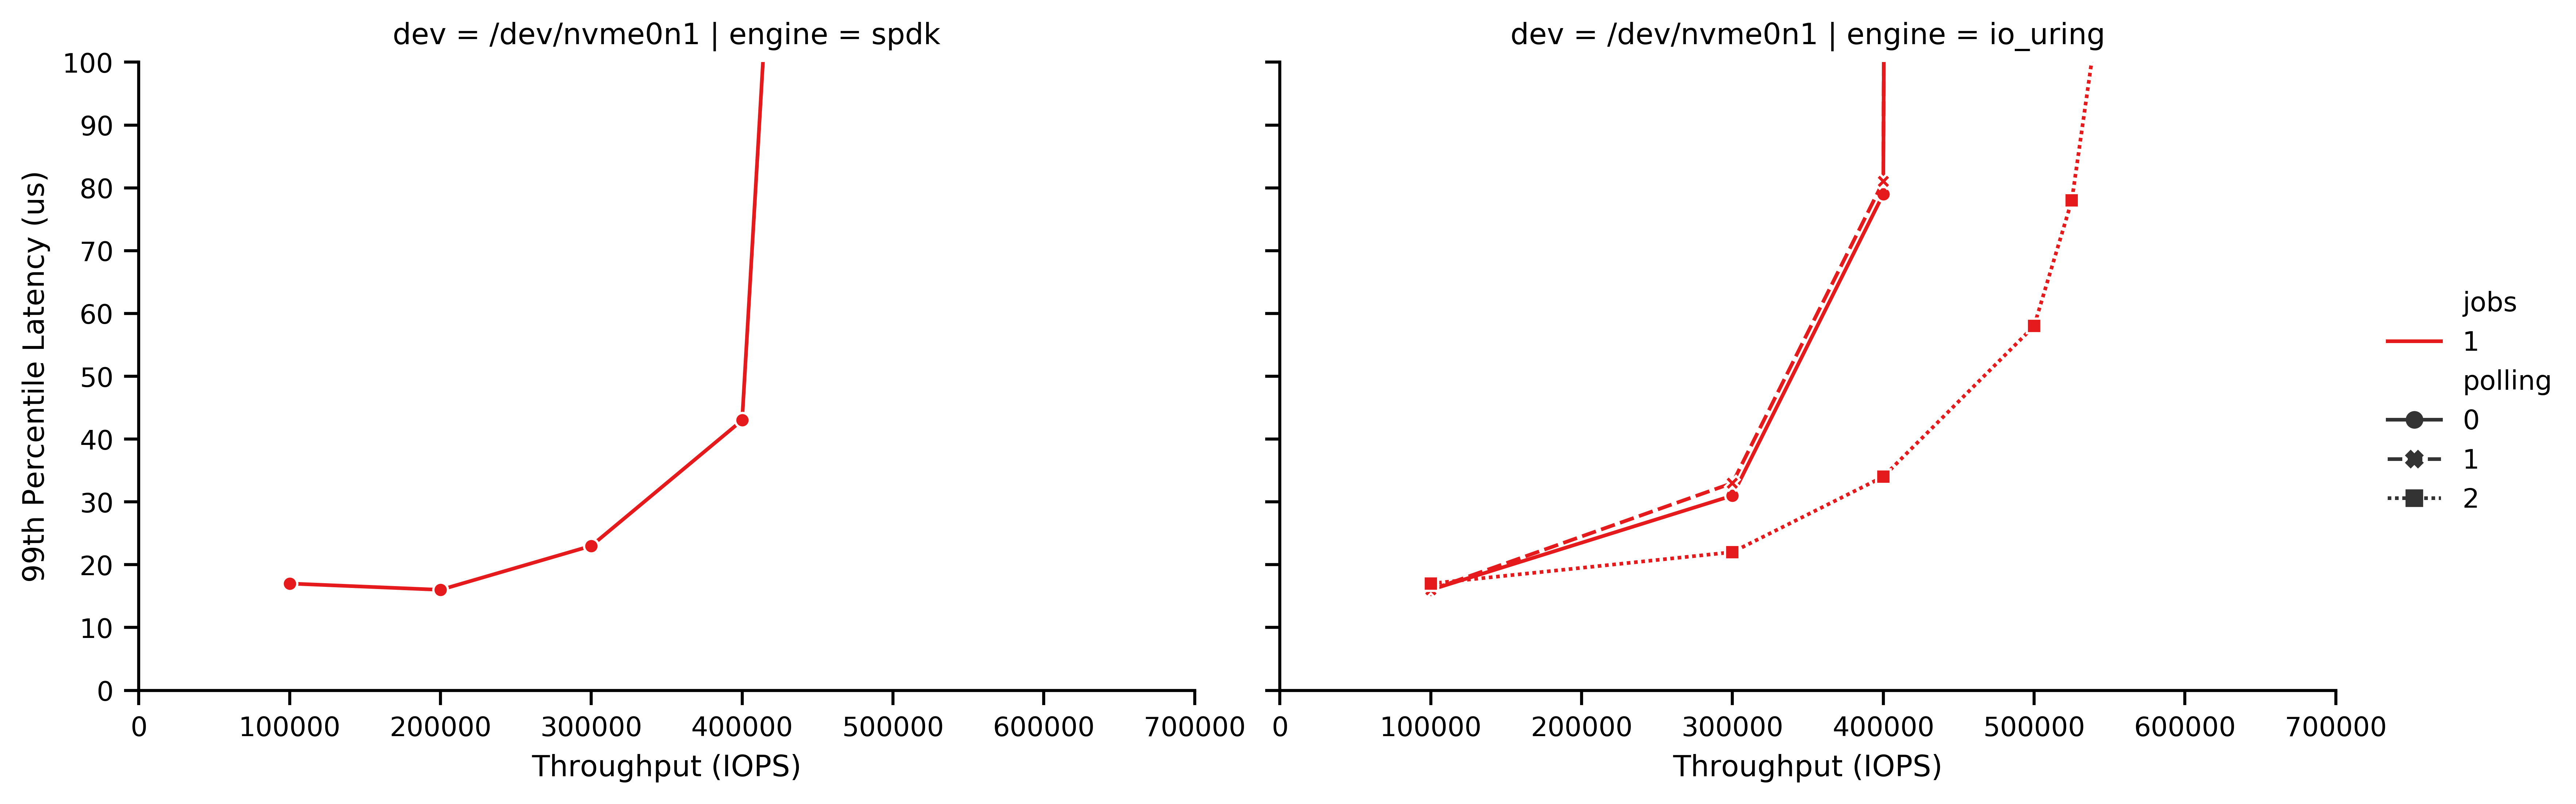 dev = /dev/nvme0n1 | engine = spdk
dev = /dev/nvme0n1 | engine = io_uring
99th Percentile Latency (us)
100
90
80
70
60
50
40
30
20
10
0
0 100000 200000 300000 400000 500000 600000 700000
Throughput (IOPS)
0 100000 200000 300000 400000 500000 600000 700000
Throughput (IOPS)
jobs
1
polling
0
1
2